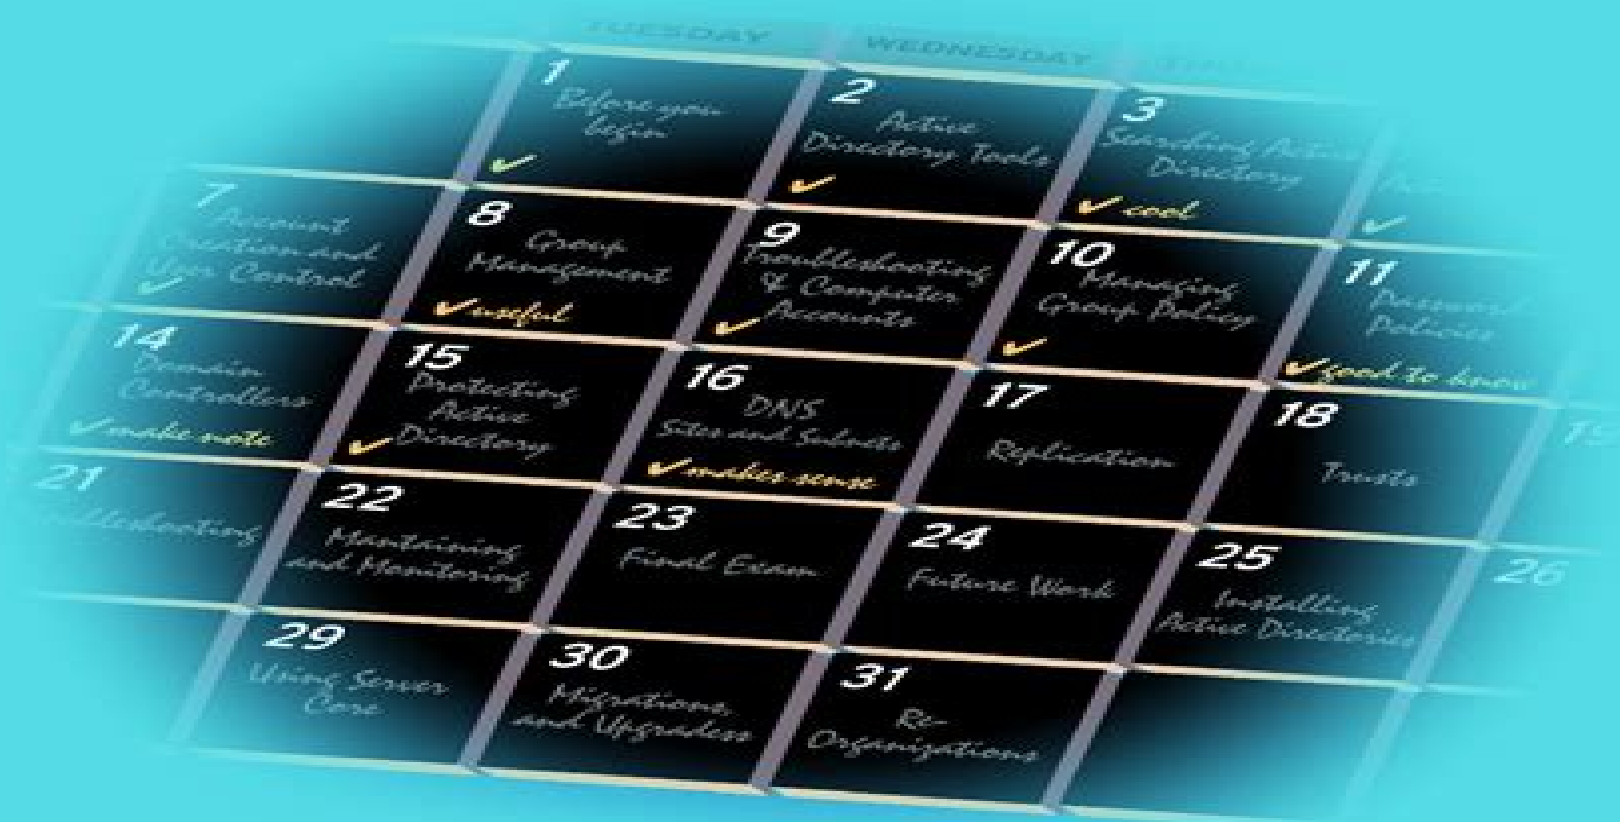 TUESDAY
WEDNESDAY
1
Before you
begin
2
Active
Directory Tools
3
Searching Active
Directory
cool
7
Account
Creation and
User Control
8
Group
Management
useful
9
Troubleshooting
& Computer
Accounts
10
Managing
Group Policy
11
Password
Policies
good to know
14
Domain
Controllers
make note
15
Protecting
Active
Directory
16
DNS
Sites and Subnets
makes sense
17
Replication
18
Trusts
19
21
22
Maintaining
and Monitoring
23
Final Exam
24
Future Work
25
Installing
Active Directories
26
29
Using Server
Core
30
Migrations
and Upgrades
31
Re-
Organizations